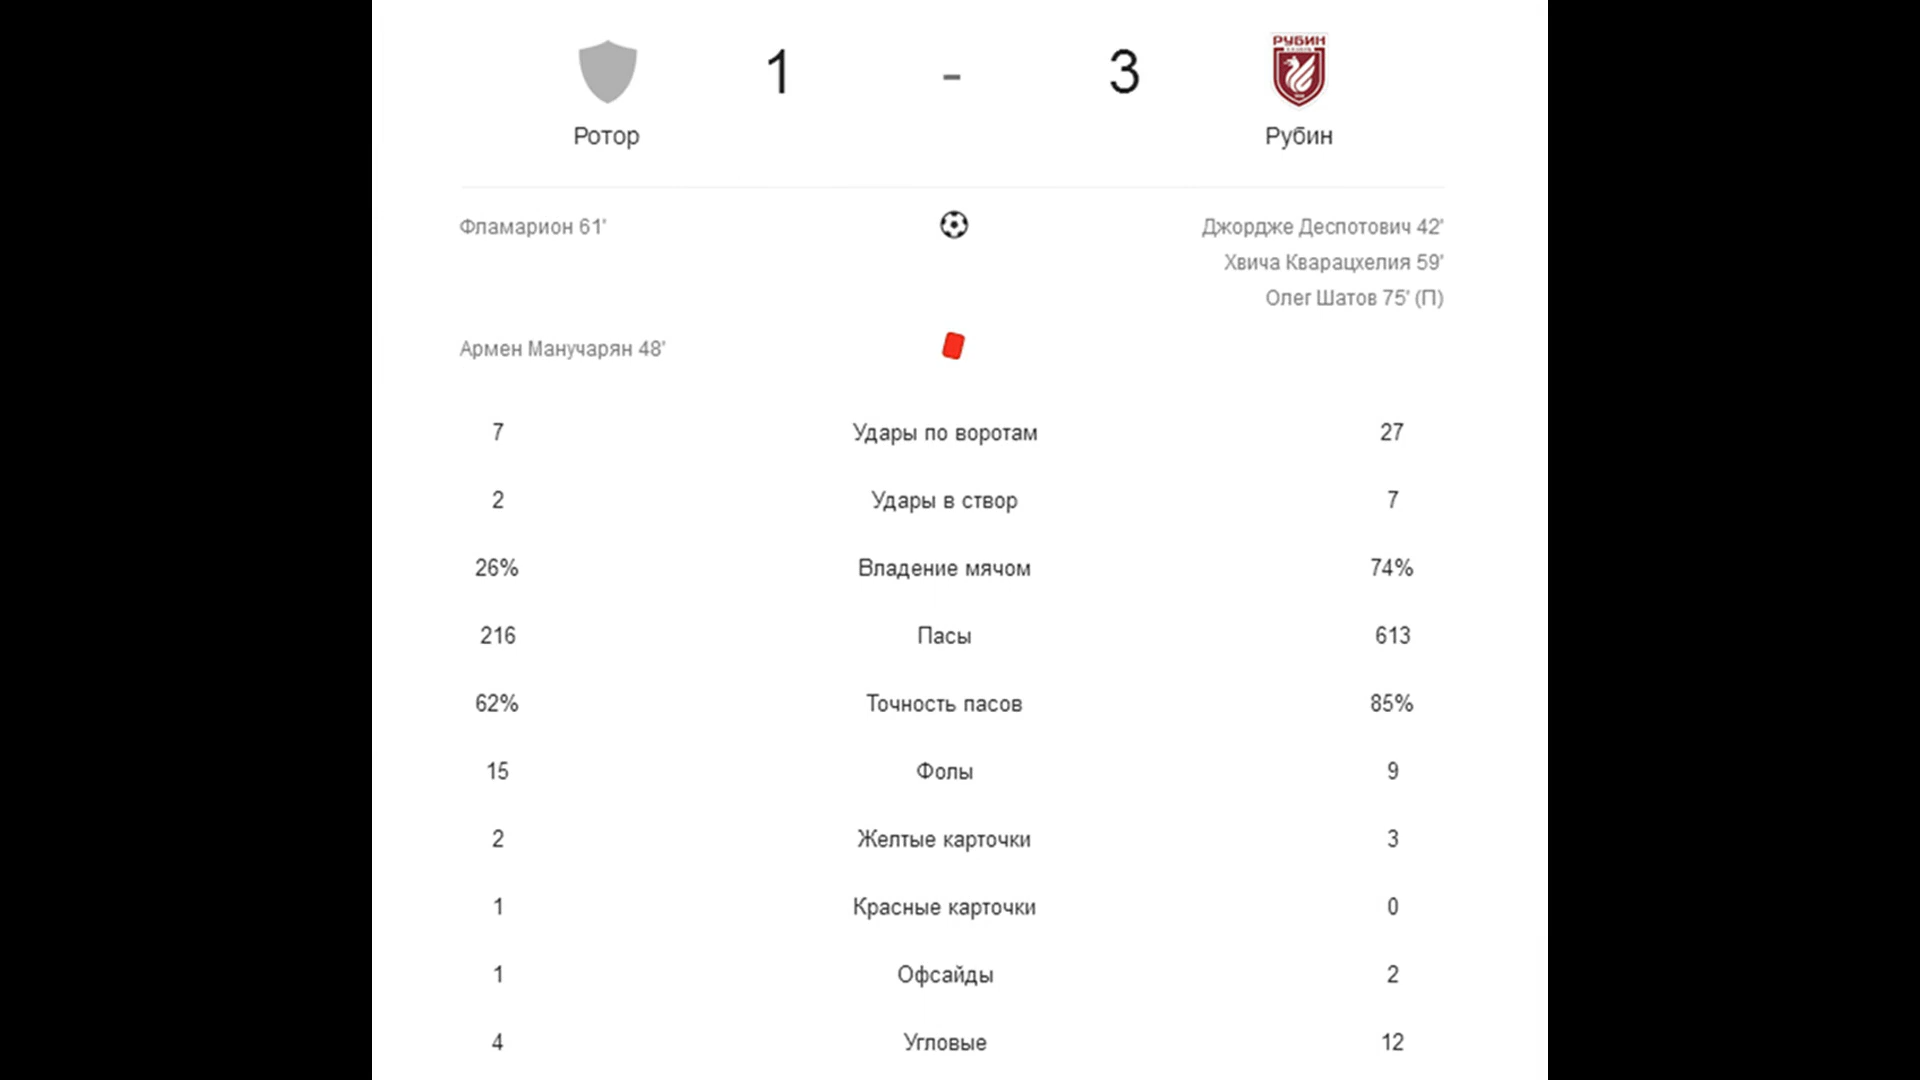 1 - 3
РУБИН
Ротор Рубин
Фламарион 61' Джордже Деспотович 42'
Хвича Кварацхелия 59'
Олег Шатов 75' (П)
Армен Манучарян 48'
7 Удары по воротам 27
2 Удары в створ 7
26% Владение мячом 74%
216 Пасы 613
62% Точность пасов 85%
15 Фолы 9
2 Желтые карточки 3
1 Красные карточки 0
1 Офсайды 2
4 Угловые 12